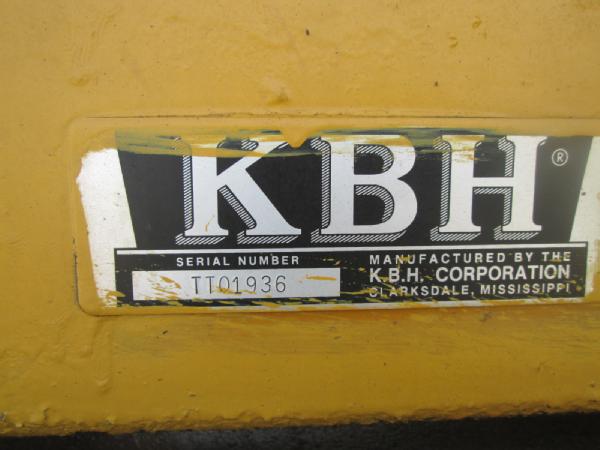 KBH®
SERIAL NUMBER
TT01936
MANUFACTURED BY THE
K.B.H. CORPORATION
CLARKSDALE, MISSISSIPPI